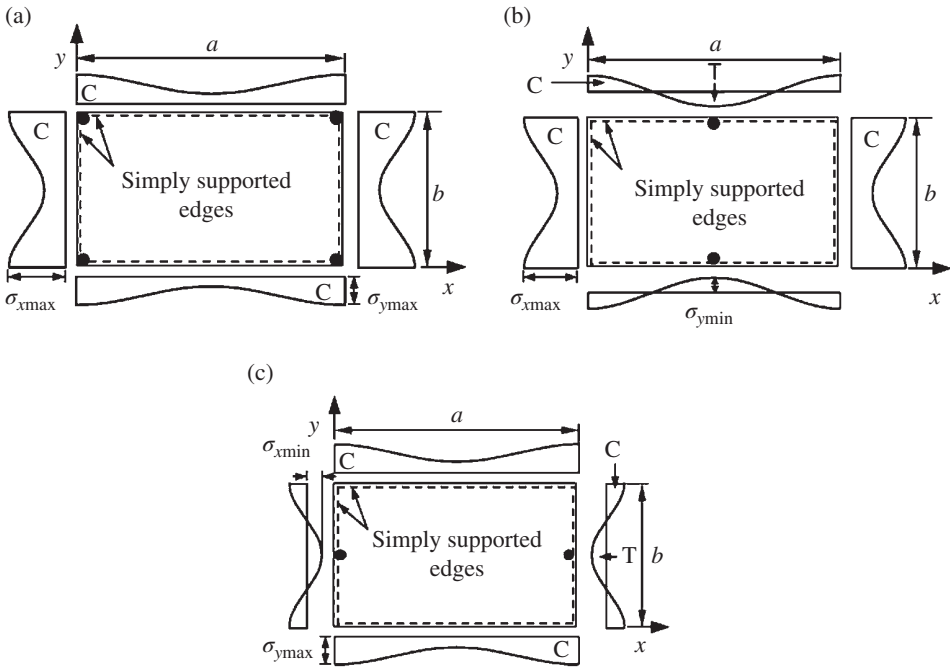 (a)
y
a
C
C
C
Simply supported
edges
b
σxmax
x
C
σymax
(b)
y
a
T
C
C
C
Simply supported
edges
b
σxmax
x
σymin
(c)
y
a
σxmin
C
C
Simply supported
edges
T
b
x
σymax
C